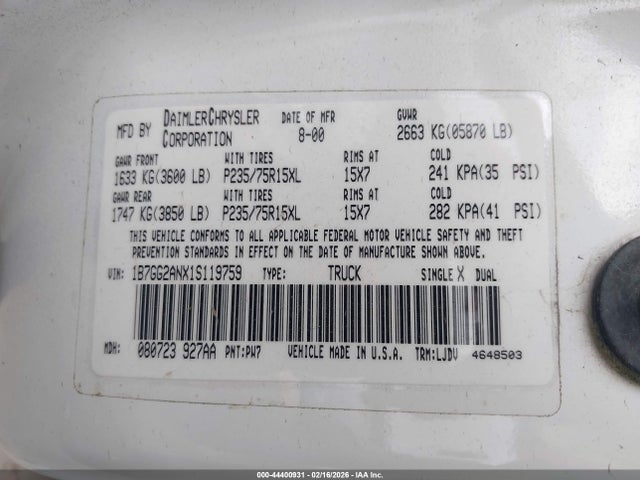 MFD BY DAIMLERCHRYSLER CORPORATION DATE OF MFR 8-00 GVWR 2663 KG(05870 LB)
GAWR FRONT WITH TIRES RIMS AT COLD
1633 KG(3600 LB) P235/75R15XL 15X7 241 KPA(35 PSI)
GAWR REAR WITH TIRES RIMS AT COLD
1747 KG(3850 LB) P235/75R15XL 15X7 282 KPA(41 PSI)
THIS VEHICLE CONFORMS TO ALL APPLICABLE FEDERAL MOTOR VEHICLE SAFETY AND THEFT
PREVENTION STANDARDS IN EFFECT ON THE DATE OF MANUFACTURE SHOWN ABOVE.
VIN: 1B7GG2ANX1S119759 TYPE: TRUCK SINGLE X DUAL
MDH: 080723 927AA PNT:PW7 VEHICLE MADE IN U.S.A. TRM:LJDV 4648503
000-44400931 - 02/16/2026 - IAA Inc.